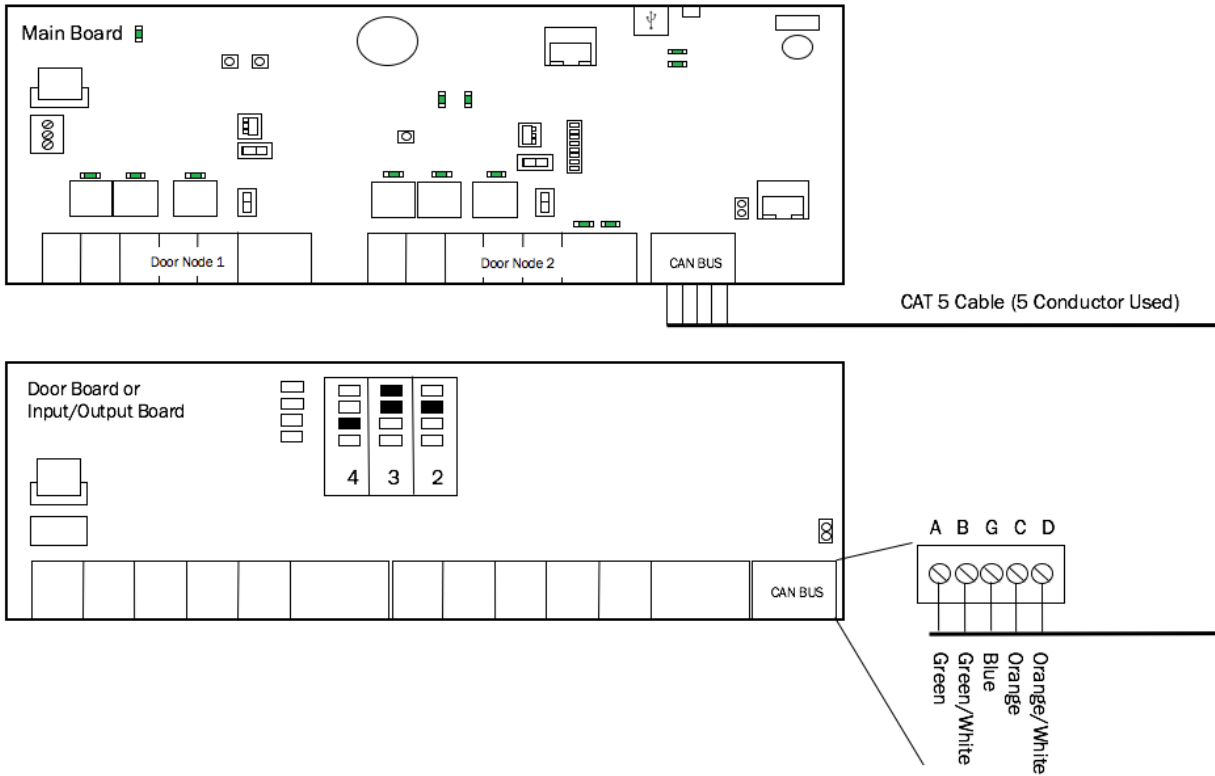 Main Board
Door Node 1
Door Node 2
CAN BUS
CAT 5 Cable (5 Conductor Used)
Door Board or
Input/Output Board
4 3 2
A B G C D
CAN BUS
Green
Green/White
Blue
Orange
Orange/White